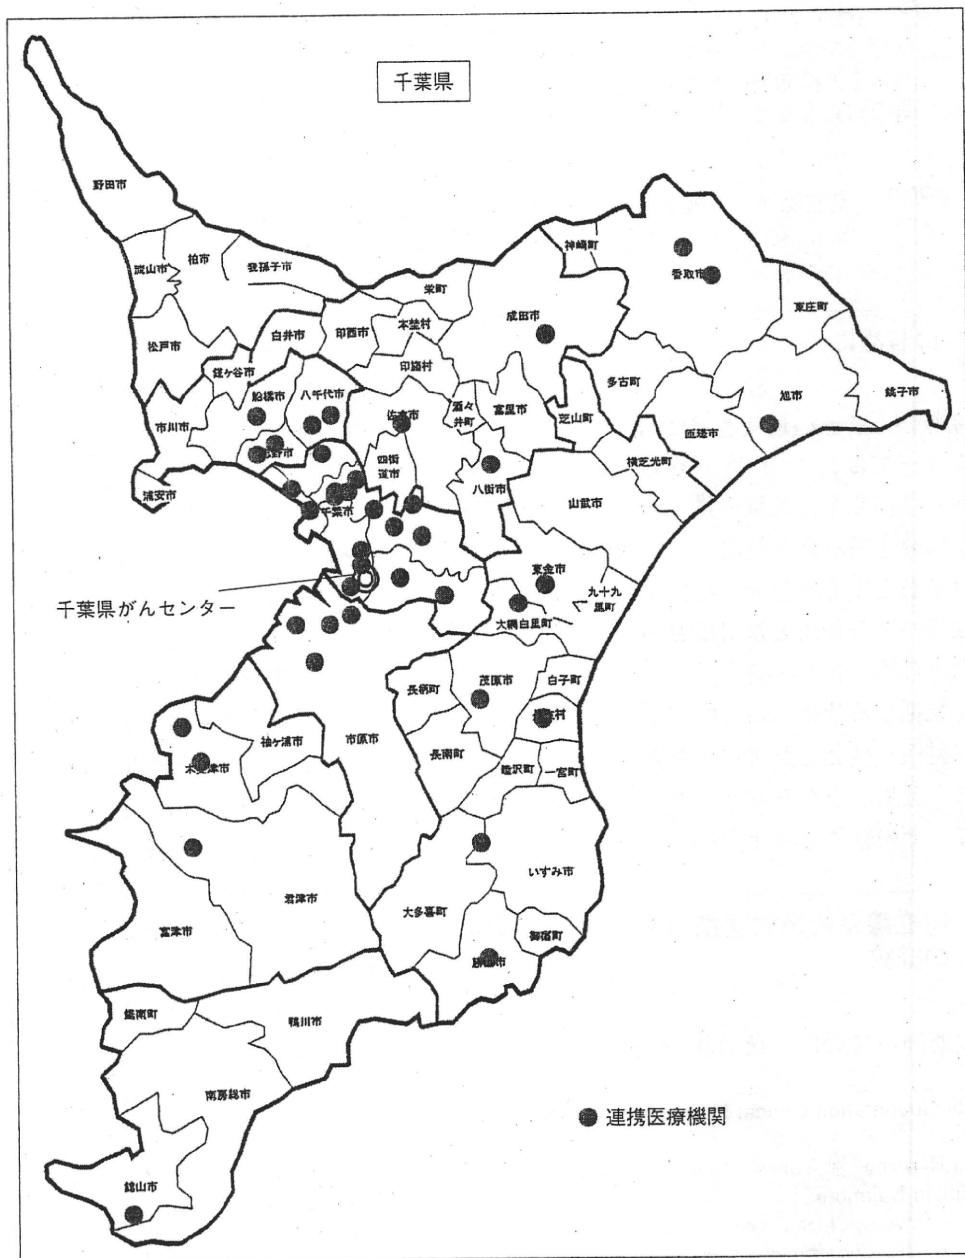 千葉県
野田市
流山市
柏市
我孫子市
神崎町
香取市
東庄町
栄町
成田市
松戸市
白井市
印西市
本埜村
鎌ヶ谷市
印旛村
多古町
旭市
銚子市
船橋市
八千代市
佐倉市
酒々
井町
富里市
芝山町
匝瑳市
市川市
四街
道市
横芝光町
浦安市
八街市
千葉市
山武市
東金市
九十九
里町
千葉県がんセンター
大網白里町
茂原市
白子町
長柄町
村
市原市
袖ヶ浦市
長南町
木更津市
睦沢町
一宮町
いすみ市
君津市
大多喜町
富津市
御宿町
勝浦市
鋸南町
鴨川市
南房総市
連携医療機関
館山市